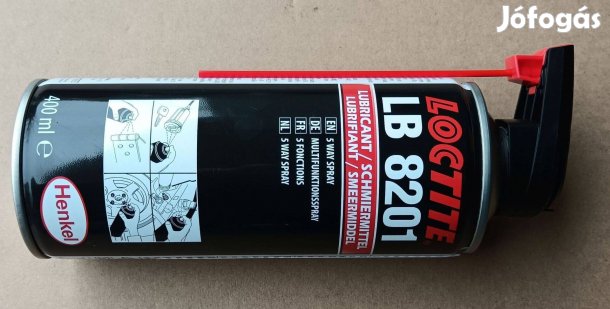 Jófogás
LOCTITE
LB 8201
LUBRICANT / SCHMIERMITTEL
LUBRIFIANT / SMEERMIDDEL
EN 5 WAY SPRAY
DE MULTIFUNKTIONSSPRAY
FR 5 FONCTIONS
NL 5 WAY SPRAY
400 ml e
Henkel